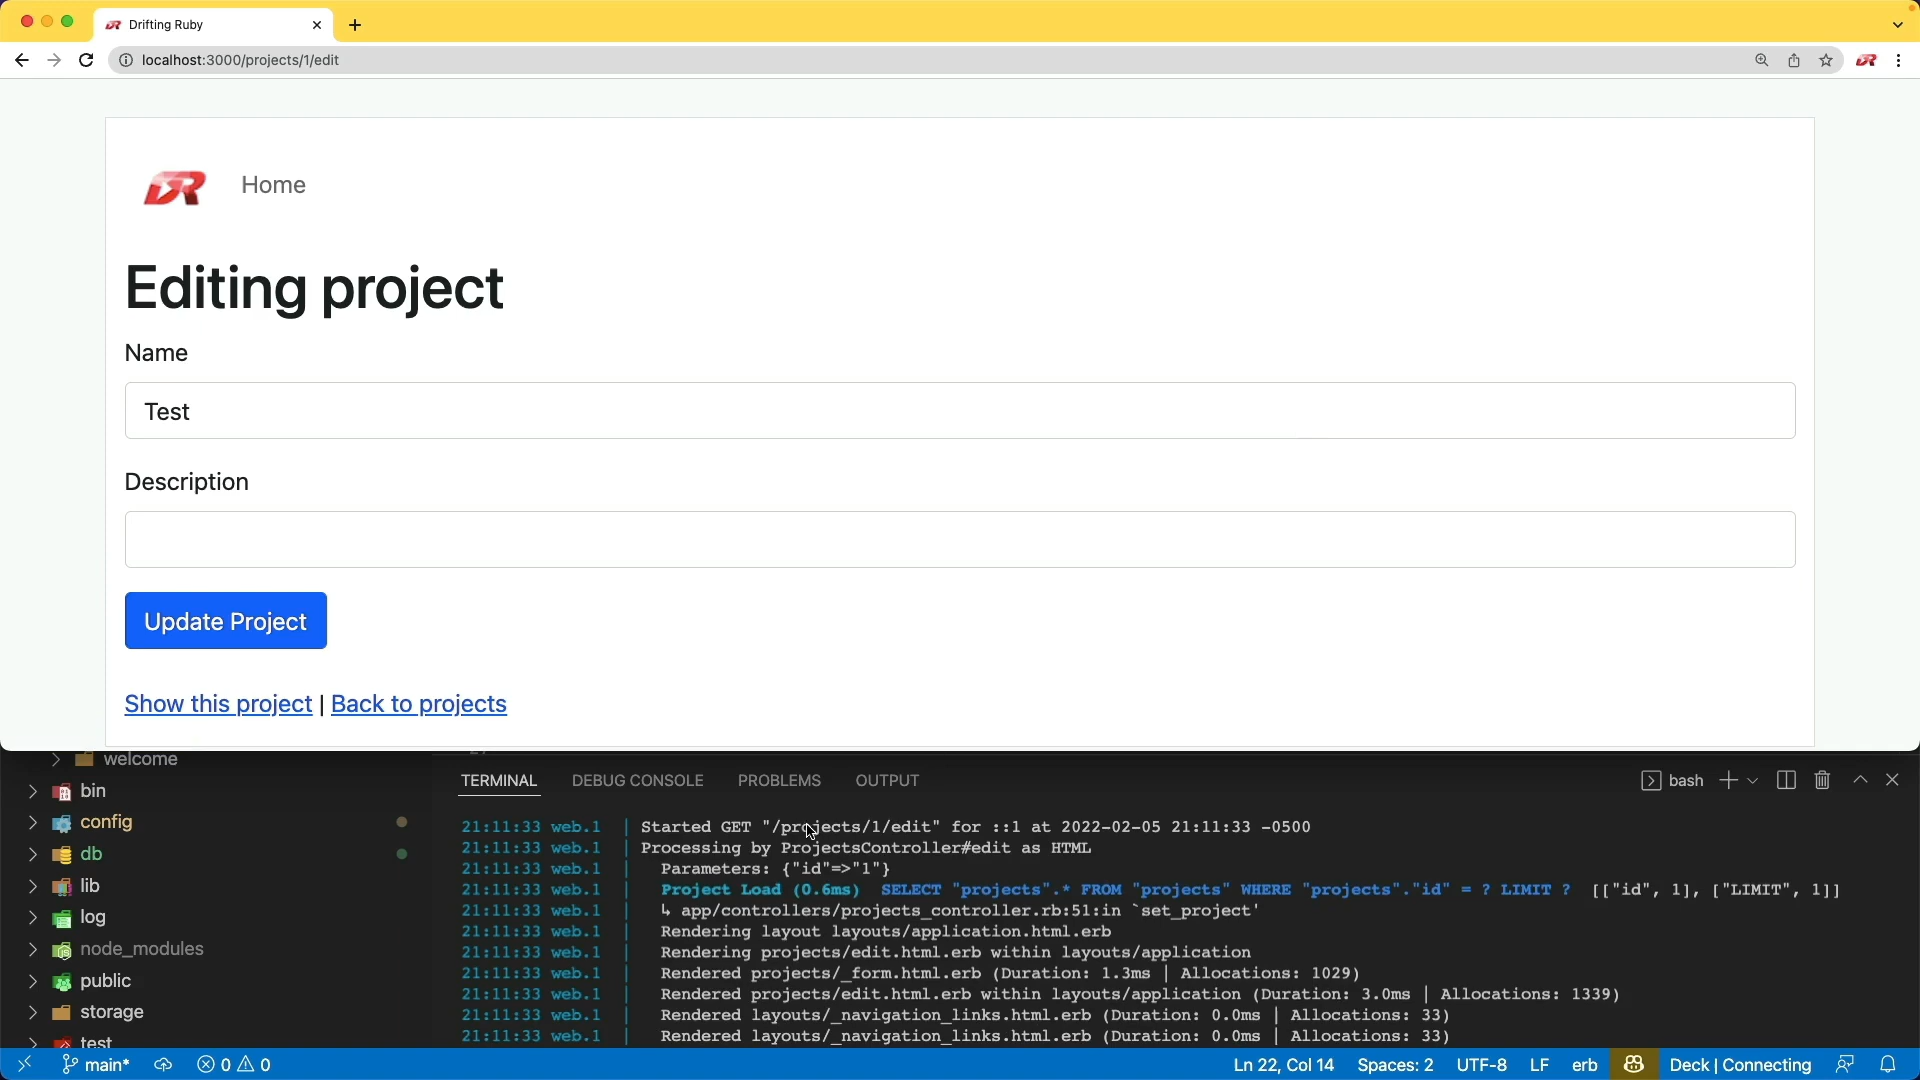 Drifting Ruby
localhost:3000/projects/1/edit
Home
Editing project
Name
Test
Description
Update Project
Show this project | Back to projects
welcome
bin
config
db
lib
log
node_modules
public
storage
test
TERMINAL DEBUG CONSOLE PROBLEMS OUTPUT
bash
21:11:33 web.1 | Started GET "/projects/1/edit" for ::1 at 2022-02-05 21:11:33 -0500
21:11:33 web.1 | Processing by ProjectsController#edit as HTML
21:11:33 web.1 | Parameters: {"id"=>"1"}
21:11:33 web.1 | Project Load (0.6ms) SELECT "projects".* FROM "projects" WHERE "projects"."id" = ? LIMIT ? [["id", 1], ["LIMIT", 1]]
21:11:33 web.1 | ↳ app/controllers/projects_controller.rb:51:in `set_project'
21:11:33 web.1 | Rendering layout layouts/application.html.erb
21:11:33 web.1 | Rendering projects/edit.html.erb within layouts/application
21:11:33 web.1 | Rendered projects/_form.html.erb (Duration: 1.3ms | Allocations: 1029)
21:11:33 web.1 | Rendered projects/edit.html.erb within layouts/application (Duration: 3.0ms | Allocations: 1339)
21:11:33 web.1 | Rendered layouts/_navigation_links.html.erb (Duration: 0.0ms | Allocations: 33)
21:11:33 web.1 | Rendered layouts/_navigation_links.html.erb (Duration: 0.0ms | Allocations: 33)
main* 0 0 Ln 22, Col 14 Spaces: 2 UTF-8 LF erb Deck | Connecting